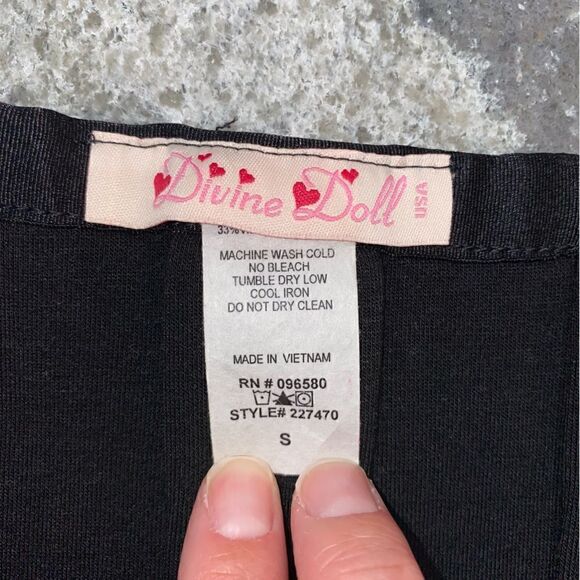 Divine Doll USA
33%
MACHINE WASH COLD
NO BLEACH
TUMBLE DRY LOW
COOL IRON
DO NOT DRY CLEAN
MADE IN VIETNAM
RN # 096580
STYLE# 227470
S